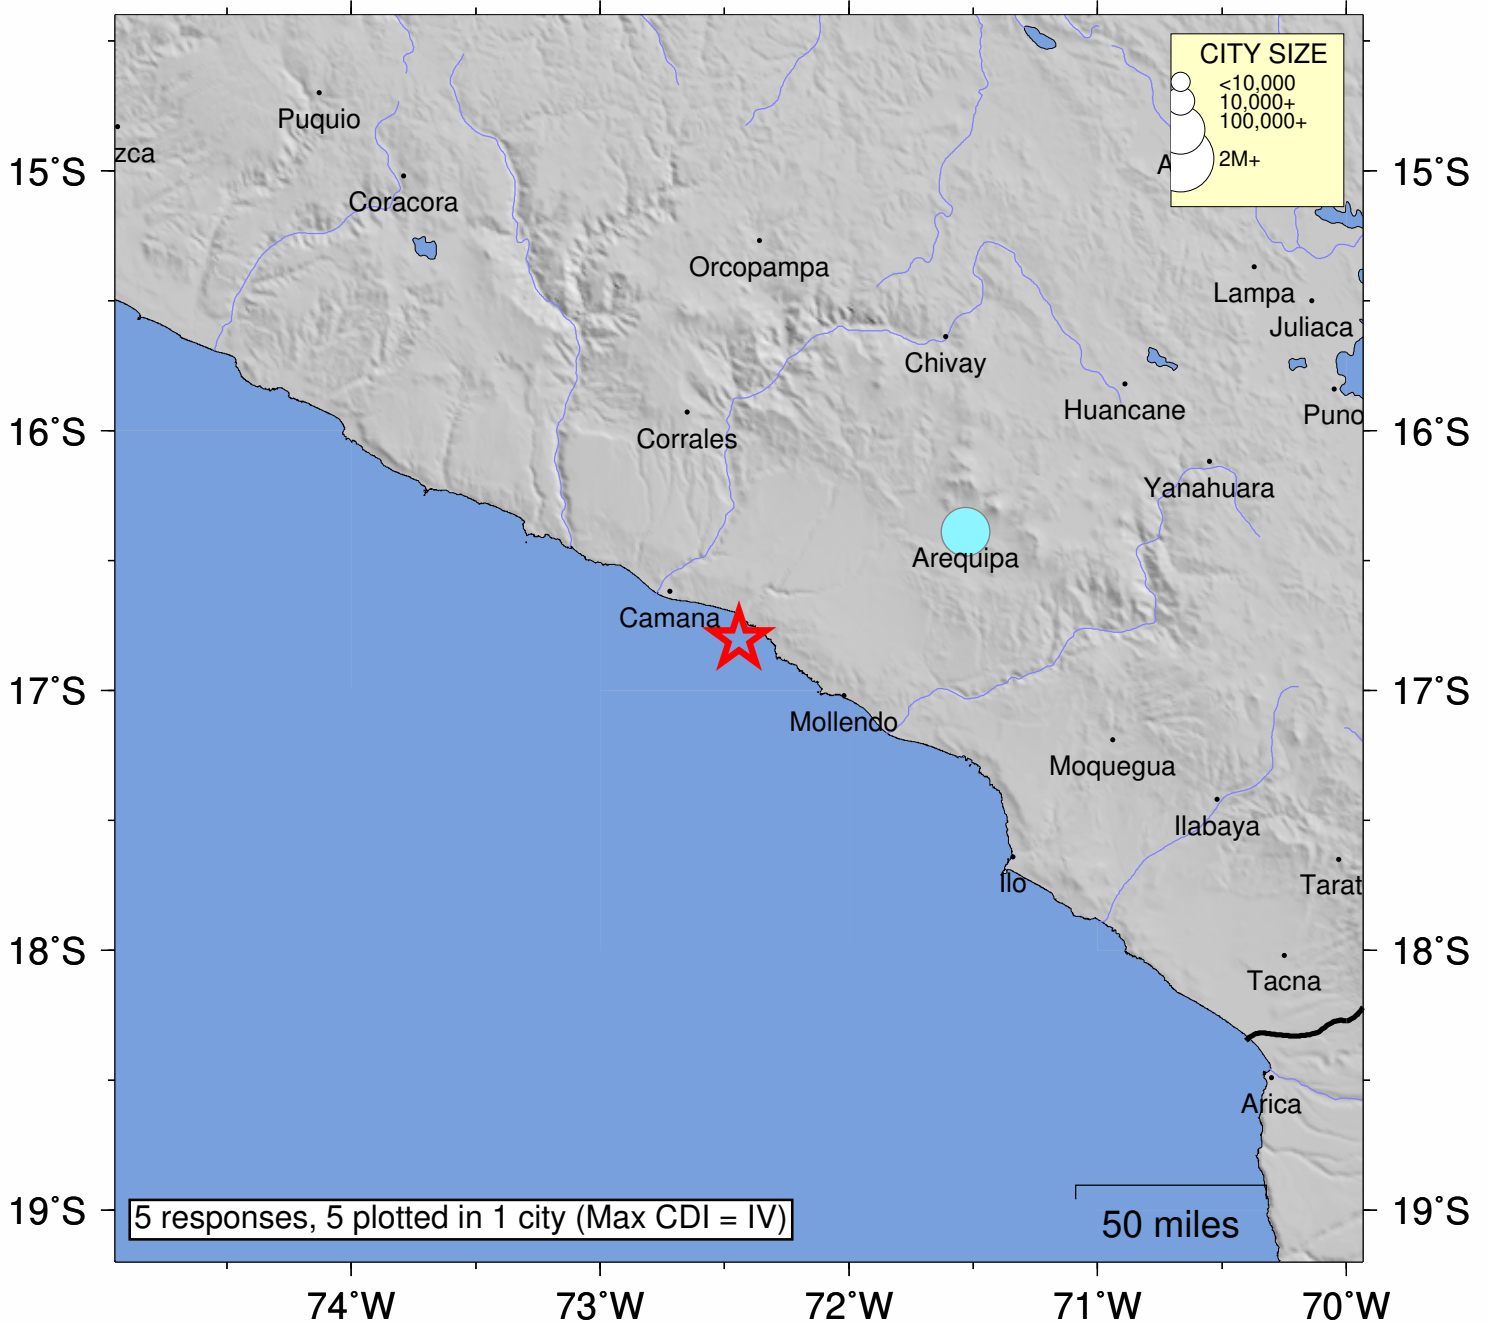 CITY SIZE
<10,000
10,000+
100,000+
2M+
A
Puquio
zca
15°S
15°S
Coracora
Orcopampa
Lampa
Juliaca
Chivay
Huancane
Puno
16°S
16°S
Corrales
Yanahuara
Arequipa
Camana
17°S
17°S
Mollendo
Moquegua
Ilabaya
Ilo
Tarat
18°S
18°S
Tacna
Arica
19°S
19°S
5 responses, 5 plotted in 1 city (Max CDI = IV)
50 miles
74°W
73°W
72°W
71°W
70°W